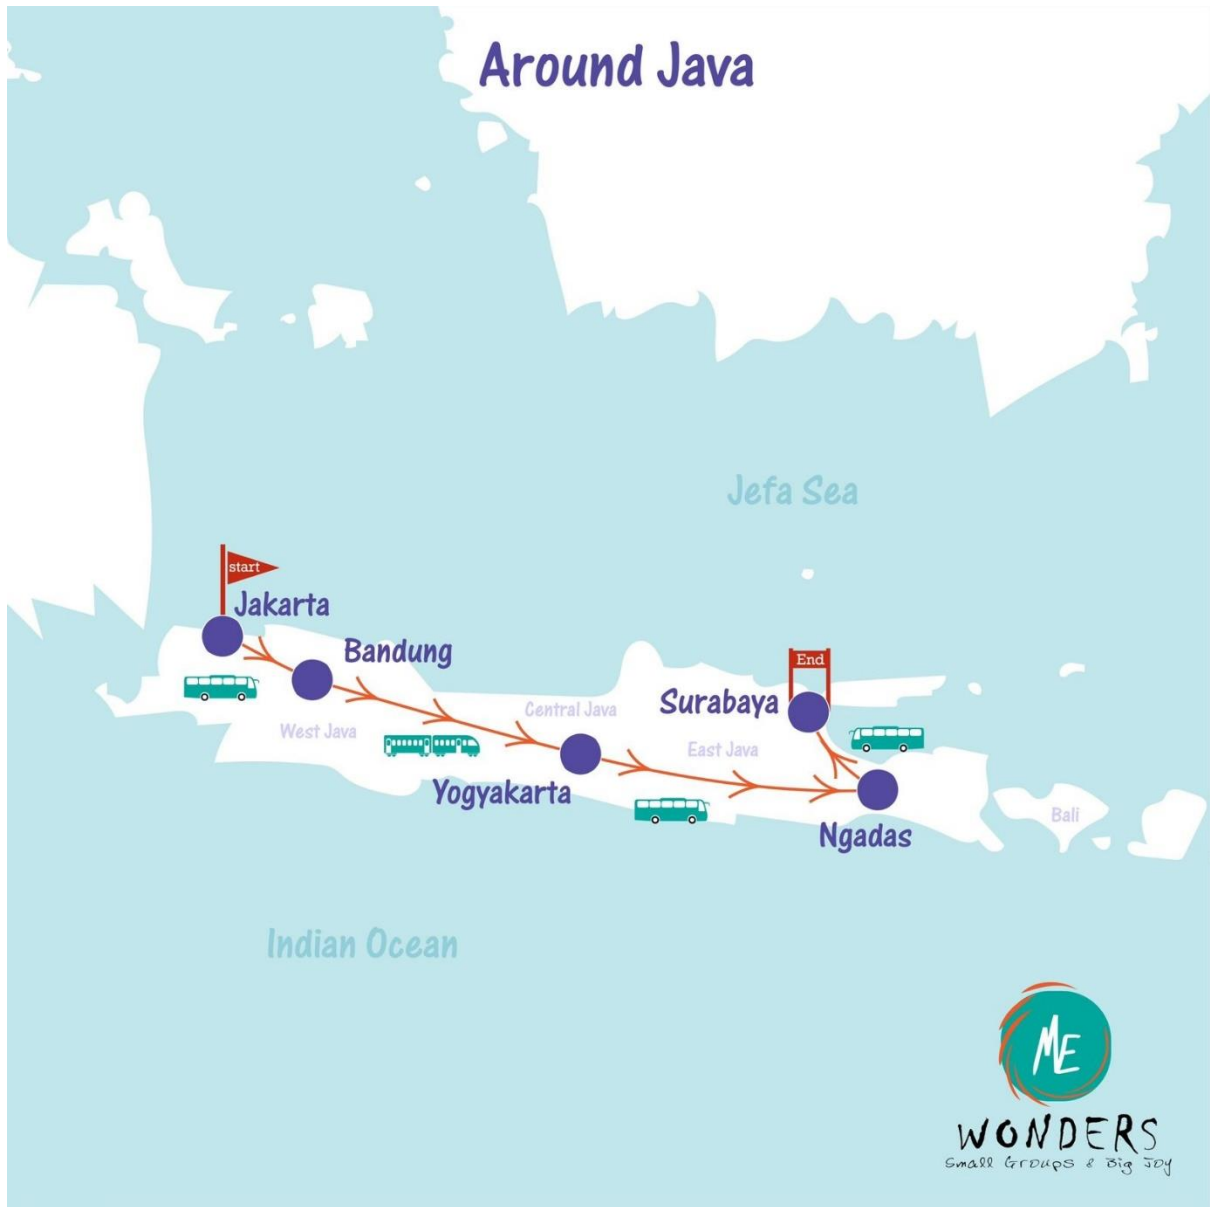 Around Java
Jefa Sea
start
Jakarta
Bandung
End
Surabaya
Central Java
West Java
East Java
Yogyakarta
Ngadas
Bali
Indian Ocean
ME
WONDERS
Small Groups & Big Joy